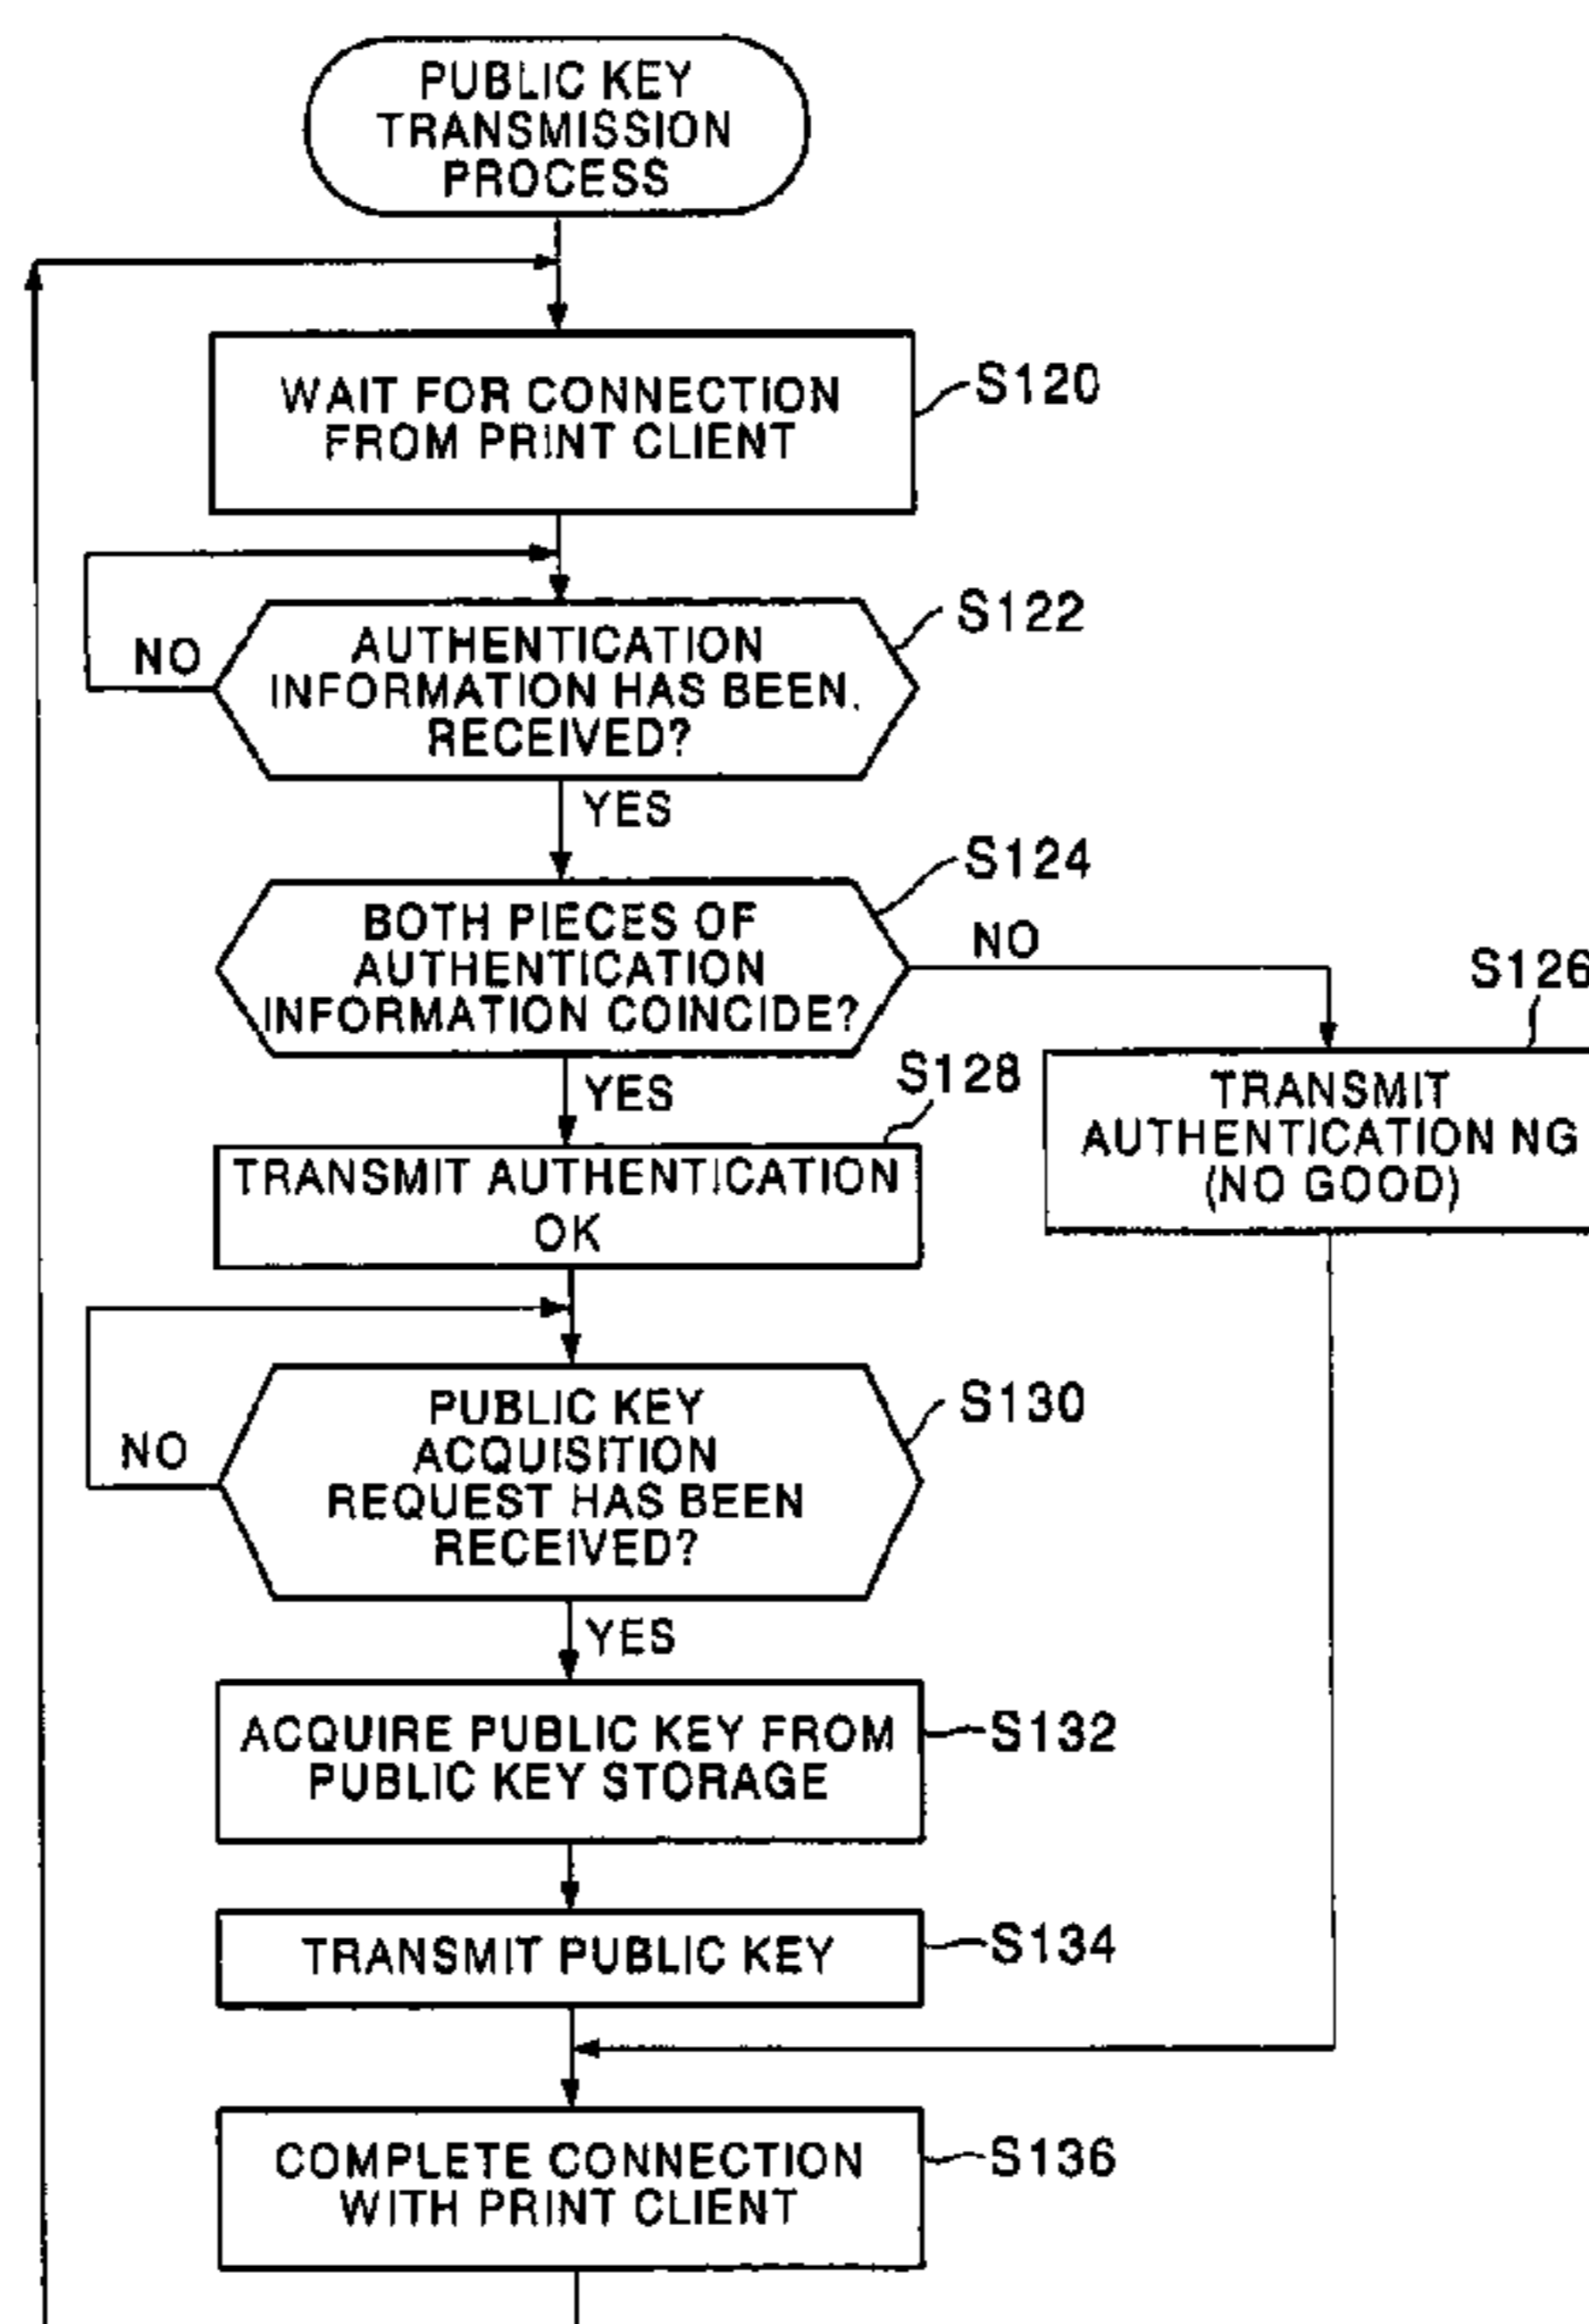 PUBLIC KEY
TRANSMISSION
PROCESS
WAIT FOR CONNECTION
FROM PRINT CLIENT
S120
AUTHENTICATION
INFORMATION HAS BEEN.
RECEIVED?
S122
NO
YES
BOTH PIECES OF
AUTHENTICATION
INFORMATION COINCIDE?
S124
NO
YES
S126
TRANSMIT
AUTHENTICATION NG
(NO GOOD)
S128
TRANSMIT AUTHENTICATION
OK
PUBLIC KEY
ACQUISITION
REQUEST HAS BEEN
RECEIVED?
S130
NO
YES
ACQUIRE PUBLIC KEY FROM
PUBLIC KEY STORAGE
S132
TRANSMIT PUBLIC KEY
S134
COMPLETE CONNECTION
WITH PRINT CLIENT
S136